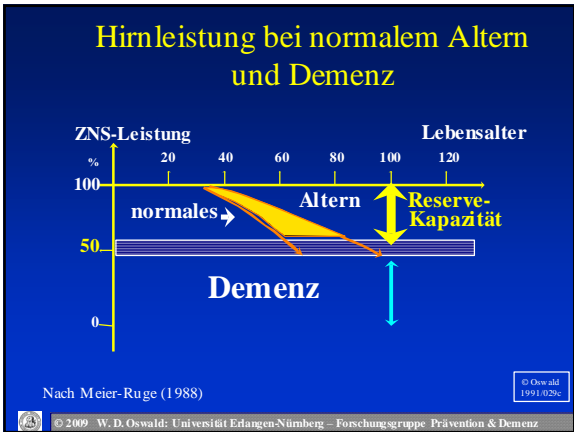 Hirnleistung bei normalem Altern
und Demenz
ZNS-Leistung
Lebensalter
% 20 40 60 80 100 120
100
normales
Altern
Reserve-
Kapazität
50
Demenz
0
Nach Meier-Ruge (1988)
© Oswald
1991/029c
© 2009 W. D. Oswald: Universität Erlangen-Nürnberg – Forschungsgruppe Prävention & Demenz